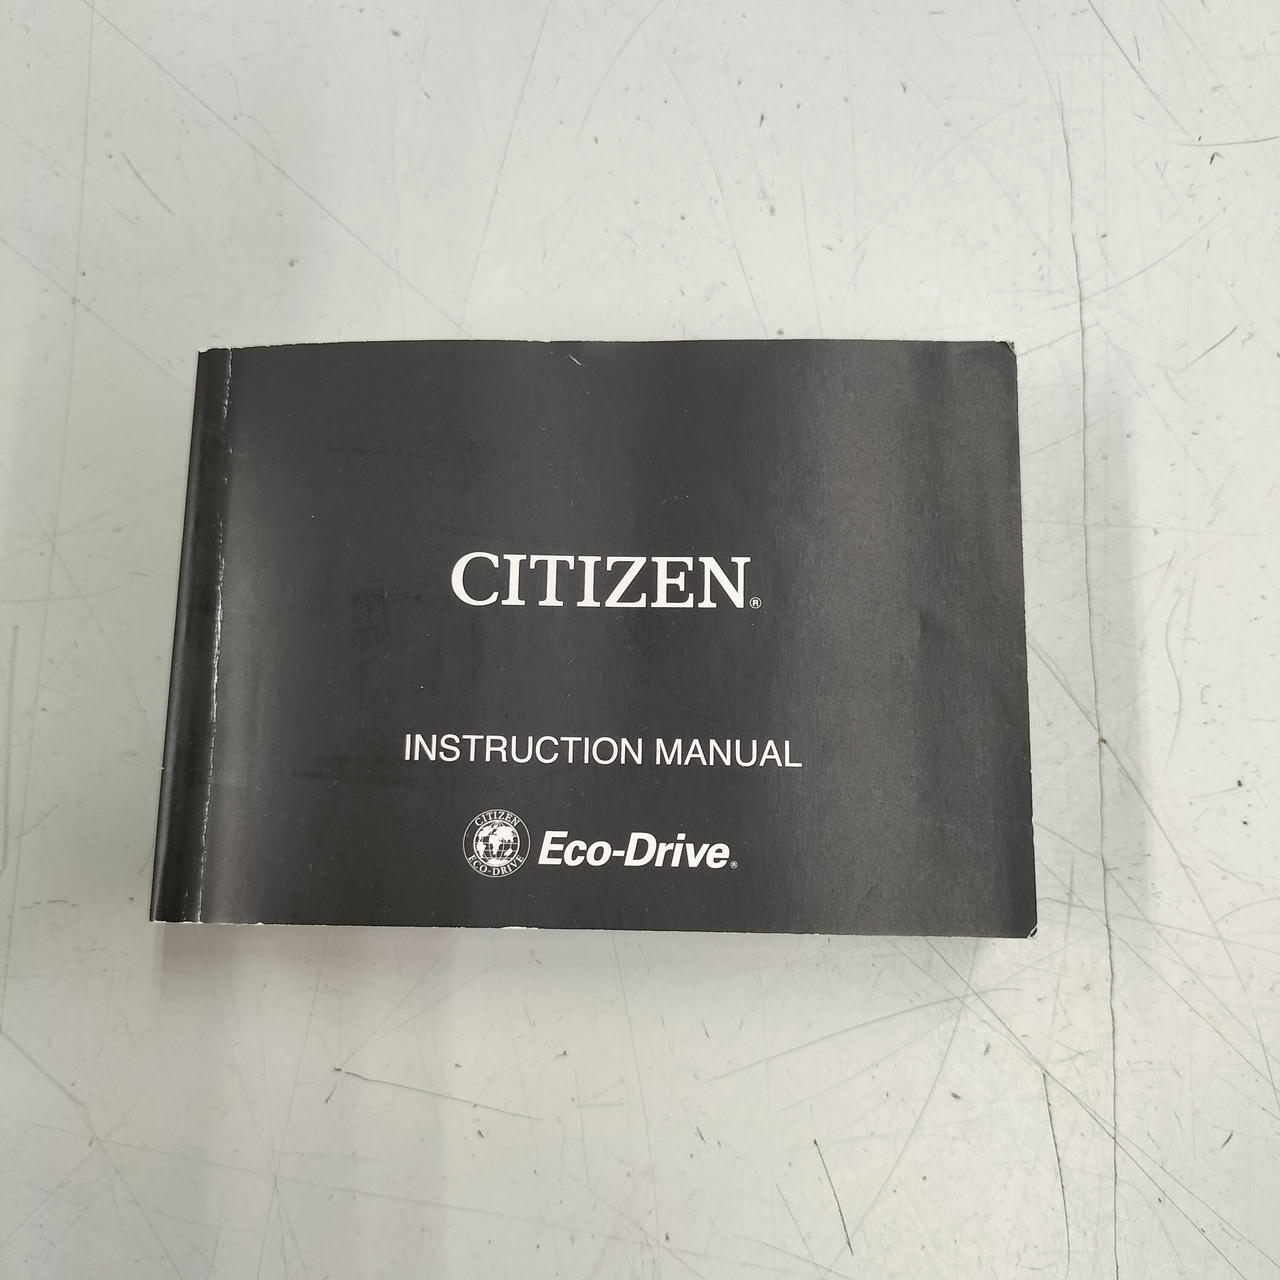 CITIZEN®
INSTRUCTION MANUAL
CITIZEN
ECO-DRIVE
Eco-Drive®